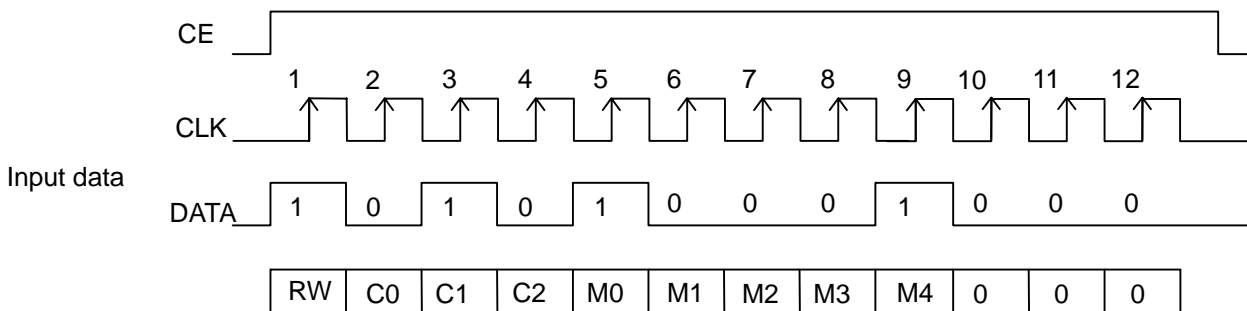 CE
1 2 3 4 5 6 7 8 9 10 11 12
CLK
Input data
DATA 1 0 1 0 1 0 0 0 1 0 0 0
RW C0 C1 C2 M0 M1 M2 M3 M4 0 0 0